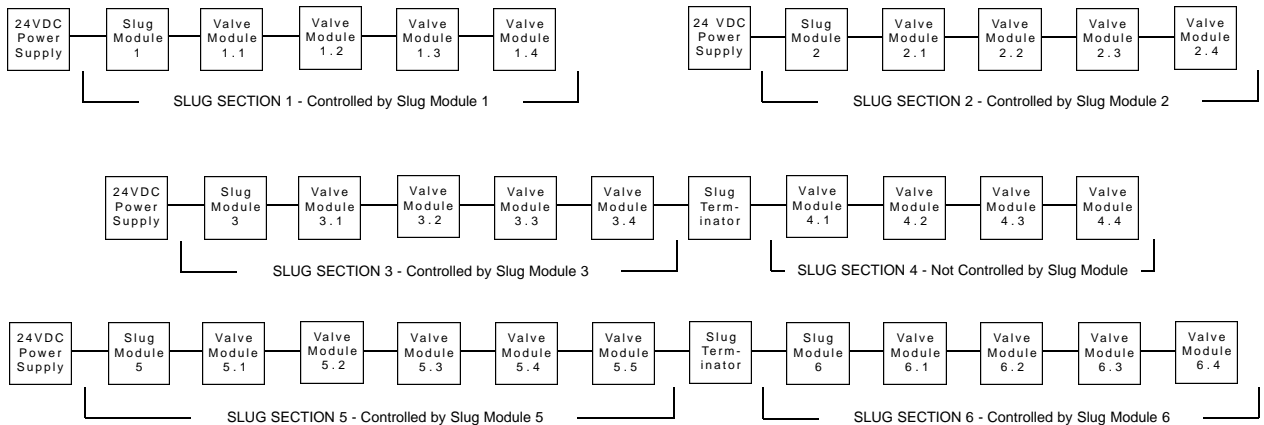 24VDC
Power
Supply
Slug
Module
1
Valve
Module
1.1
Valve
Module
1.2
Valve
Module
1.3
Valve
Module
1.4
SLUG SECTION 1 - Controlled by Slug Module 1
24 VDC
Power
Supply
Slug
Module
2
Valve
Module
2.1
Valve
Module
2.2
Valve
Module
2.3
Valve
Module
2.4
SLUG SECTION 2 - Controlled by Slug Module 2
24VDC
Power
Supply
Slug
Module
3
Valve
Module
3.1
Valve
Module
3.2
Valve
Module
3.3
Valve
Module
3.4
Slug
Term-
inator
Valve
Module
4.1
Valve
Module
4.2
Valve
Module
4.3
Valve
Module
4.4
SLUG SECTION 3 - Controlled by Slug Module 3
SLUG SECTION 4 - Not Controlled by Slug Module
24VDC
Power
Supply
Slug
Module
5
Valve
Module
5.1
Valve
Module
5.2
Valve
Module
5.3
Valve
Module
5.4
Valve
Module
5.5
Slug
Term-
inator
Slug
Module
6
Valve
Module
6.1
Valve
Module
6.2
Valve
Module
6.3
Valve
Module
6.4
SLUG SECTION 5 - Controlled by Slug Module 5
SLUG SECTION 6 - Controlled by Slug Module 6